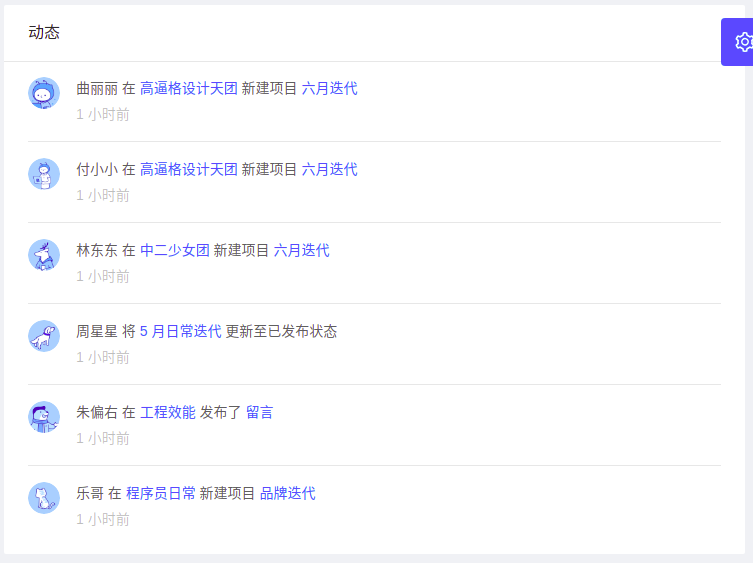 动态
曲丽丽 在 高逼格设计天团 新建项目 六月迭代
1 小时前
付小小 在 高逼格设计天团 新建项目 六月迭代
1 小时前
林东东 在 中二少女团 新建项目 六月迭代
1 小时前
周星星 将 5 月日常迭代 更新至已发布状态
1 小时前
朱偏右 在 工程效能 发布了 留言
1 小时前
乐哥 在 程序员日常 新建项目 品牌迭代
1 小时前